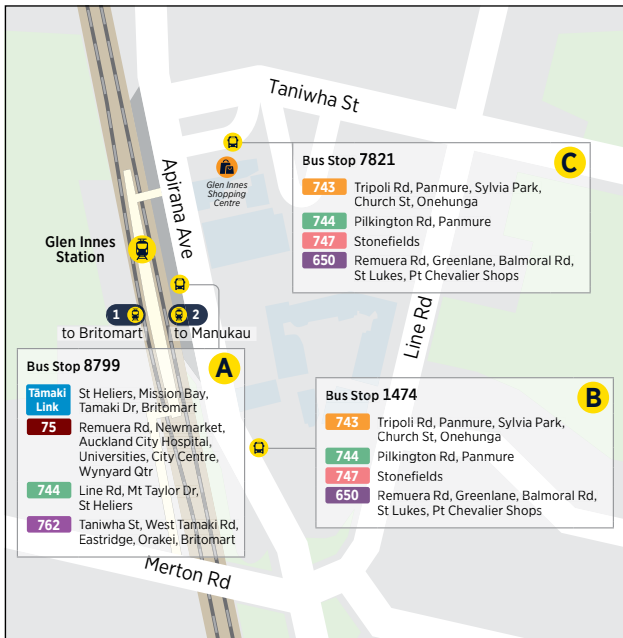 Taniwha St
Apirana Ave
Glen Innes
Shopping
Centre
Bus Stop 7821
C
743 Tripoli Rd, Panmure, Sylvia Park,
Church St, Onehunga
744 Pilkington Rd, Panmure
747 Stonefields
650 Remuera Rd, Greenlane, Balmoral Rd,
St Lukes, Pt Chevalier Shops
Glen Innes
Station
1
2
to Britomart
to Manukau
Line Rd
Bus Stop 8799
A
Tāmaki
Link
St Heliers, Mission Bay,
Tamaki Dr, Britomart
75 Remuera Rd, Newmarket,
Auckland City Hospital,
Universities, City Centre,
Wynyard Qtr
744 Line Rd, Mt Taylor Dr,
St Heliers
762 Taniwha St, West Tamaki Rd,
Eastridge, Orakei, Britomart
Bus Stop 1474
B
743 Tripoli Rd, Panmure, Sylvia Park,
Church St, Onehunga
744 Pilkington Rd, Panmure
747 Stonefields
650 Remuera Rd, Greenlane, Balmoral Rd,
St Lukes, Pt Chevalier Shops
Merton Rd